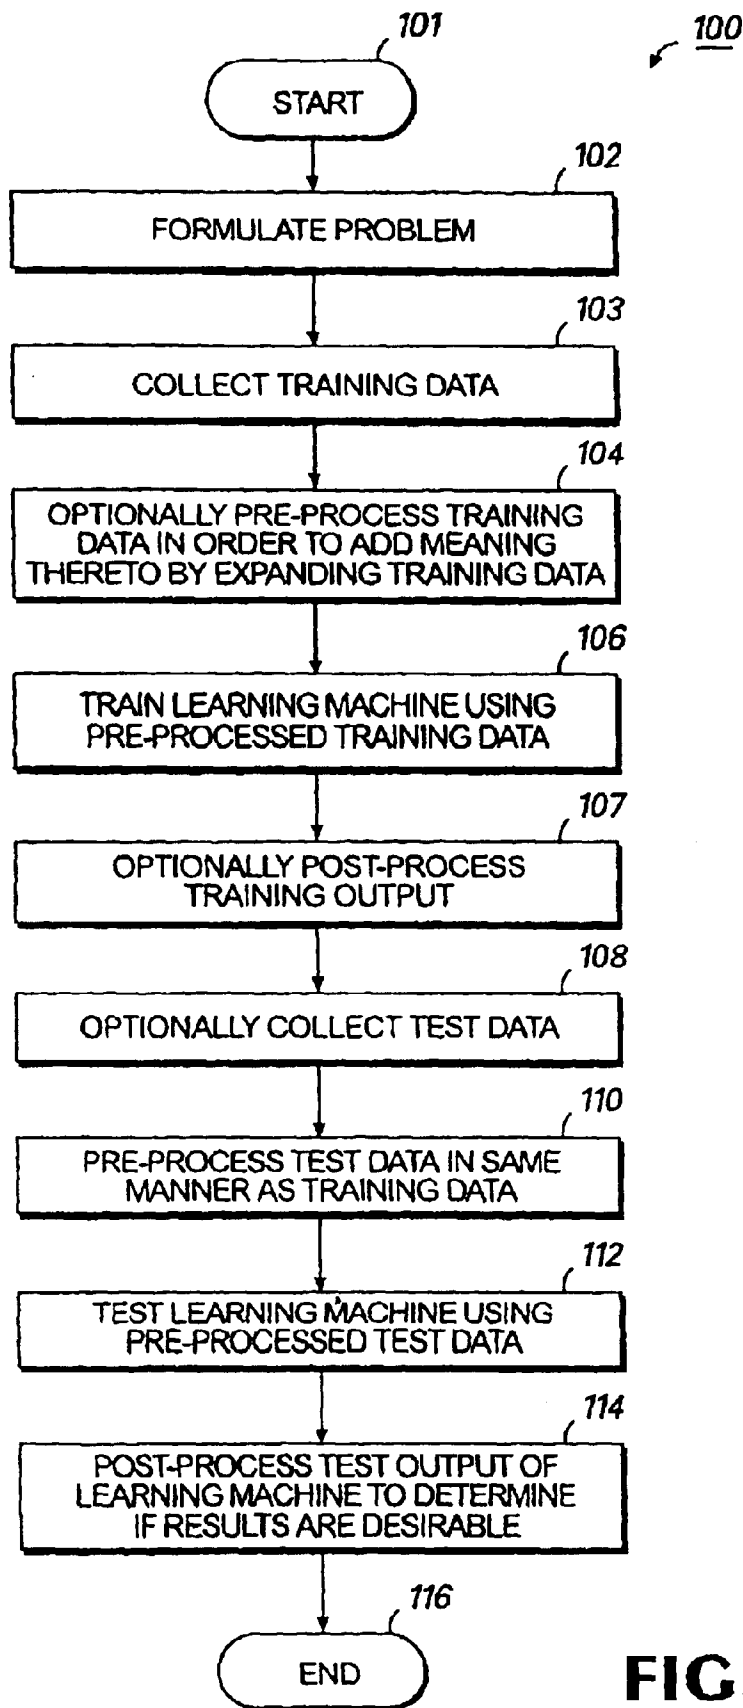 101
100
START
102
FORMULATE PROBLEM
103
COLLECT TRAINING DATA
104
OPTIONALLY PRE-PROCESS TRAINING
DATA IN ORDER TO ADD MEANING
THERETO BY EXPANDING TRAINING DATA
106
TRAIN LEARNING MACHINE USING
PRE-PROCESSED TRAINING DATA
107
OPTIONALLY POST-PROCESS
TRAINING OUTPUT
108
OPTIONALLY COLLECT TEST DATA
110
PRE-PROCESS TEST DATA IN SAME
MANNER AS TRAINING DATA
112
TEST LEARNING MACHINE USING
PRE-PROCESSED TEST DATA
114
POST-PROCESS TEST OUTPUT OF
LEARNING MACHINE TO DETERMINE
IF RESULTS ARE DESIRABLE
116
END
FIG